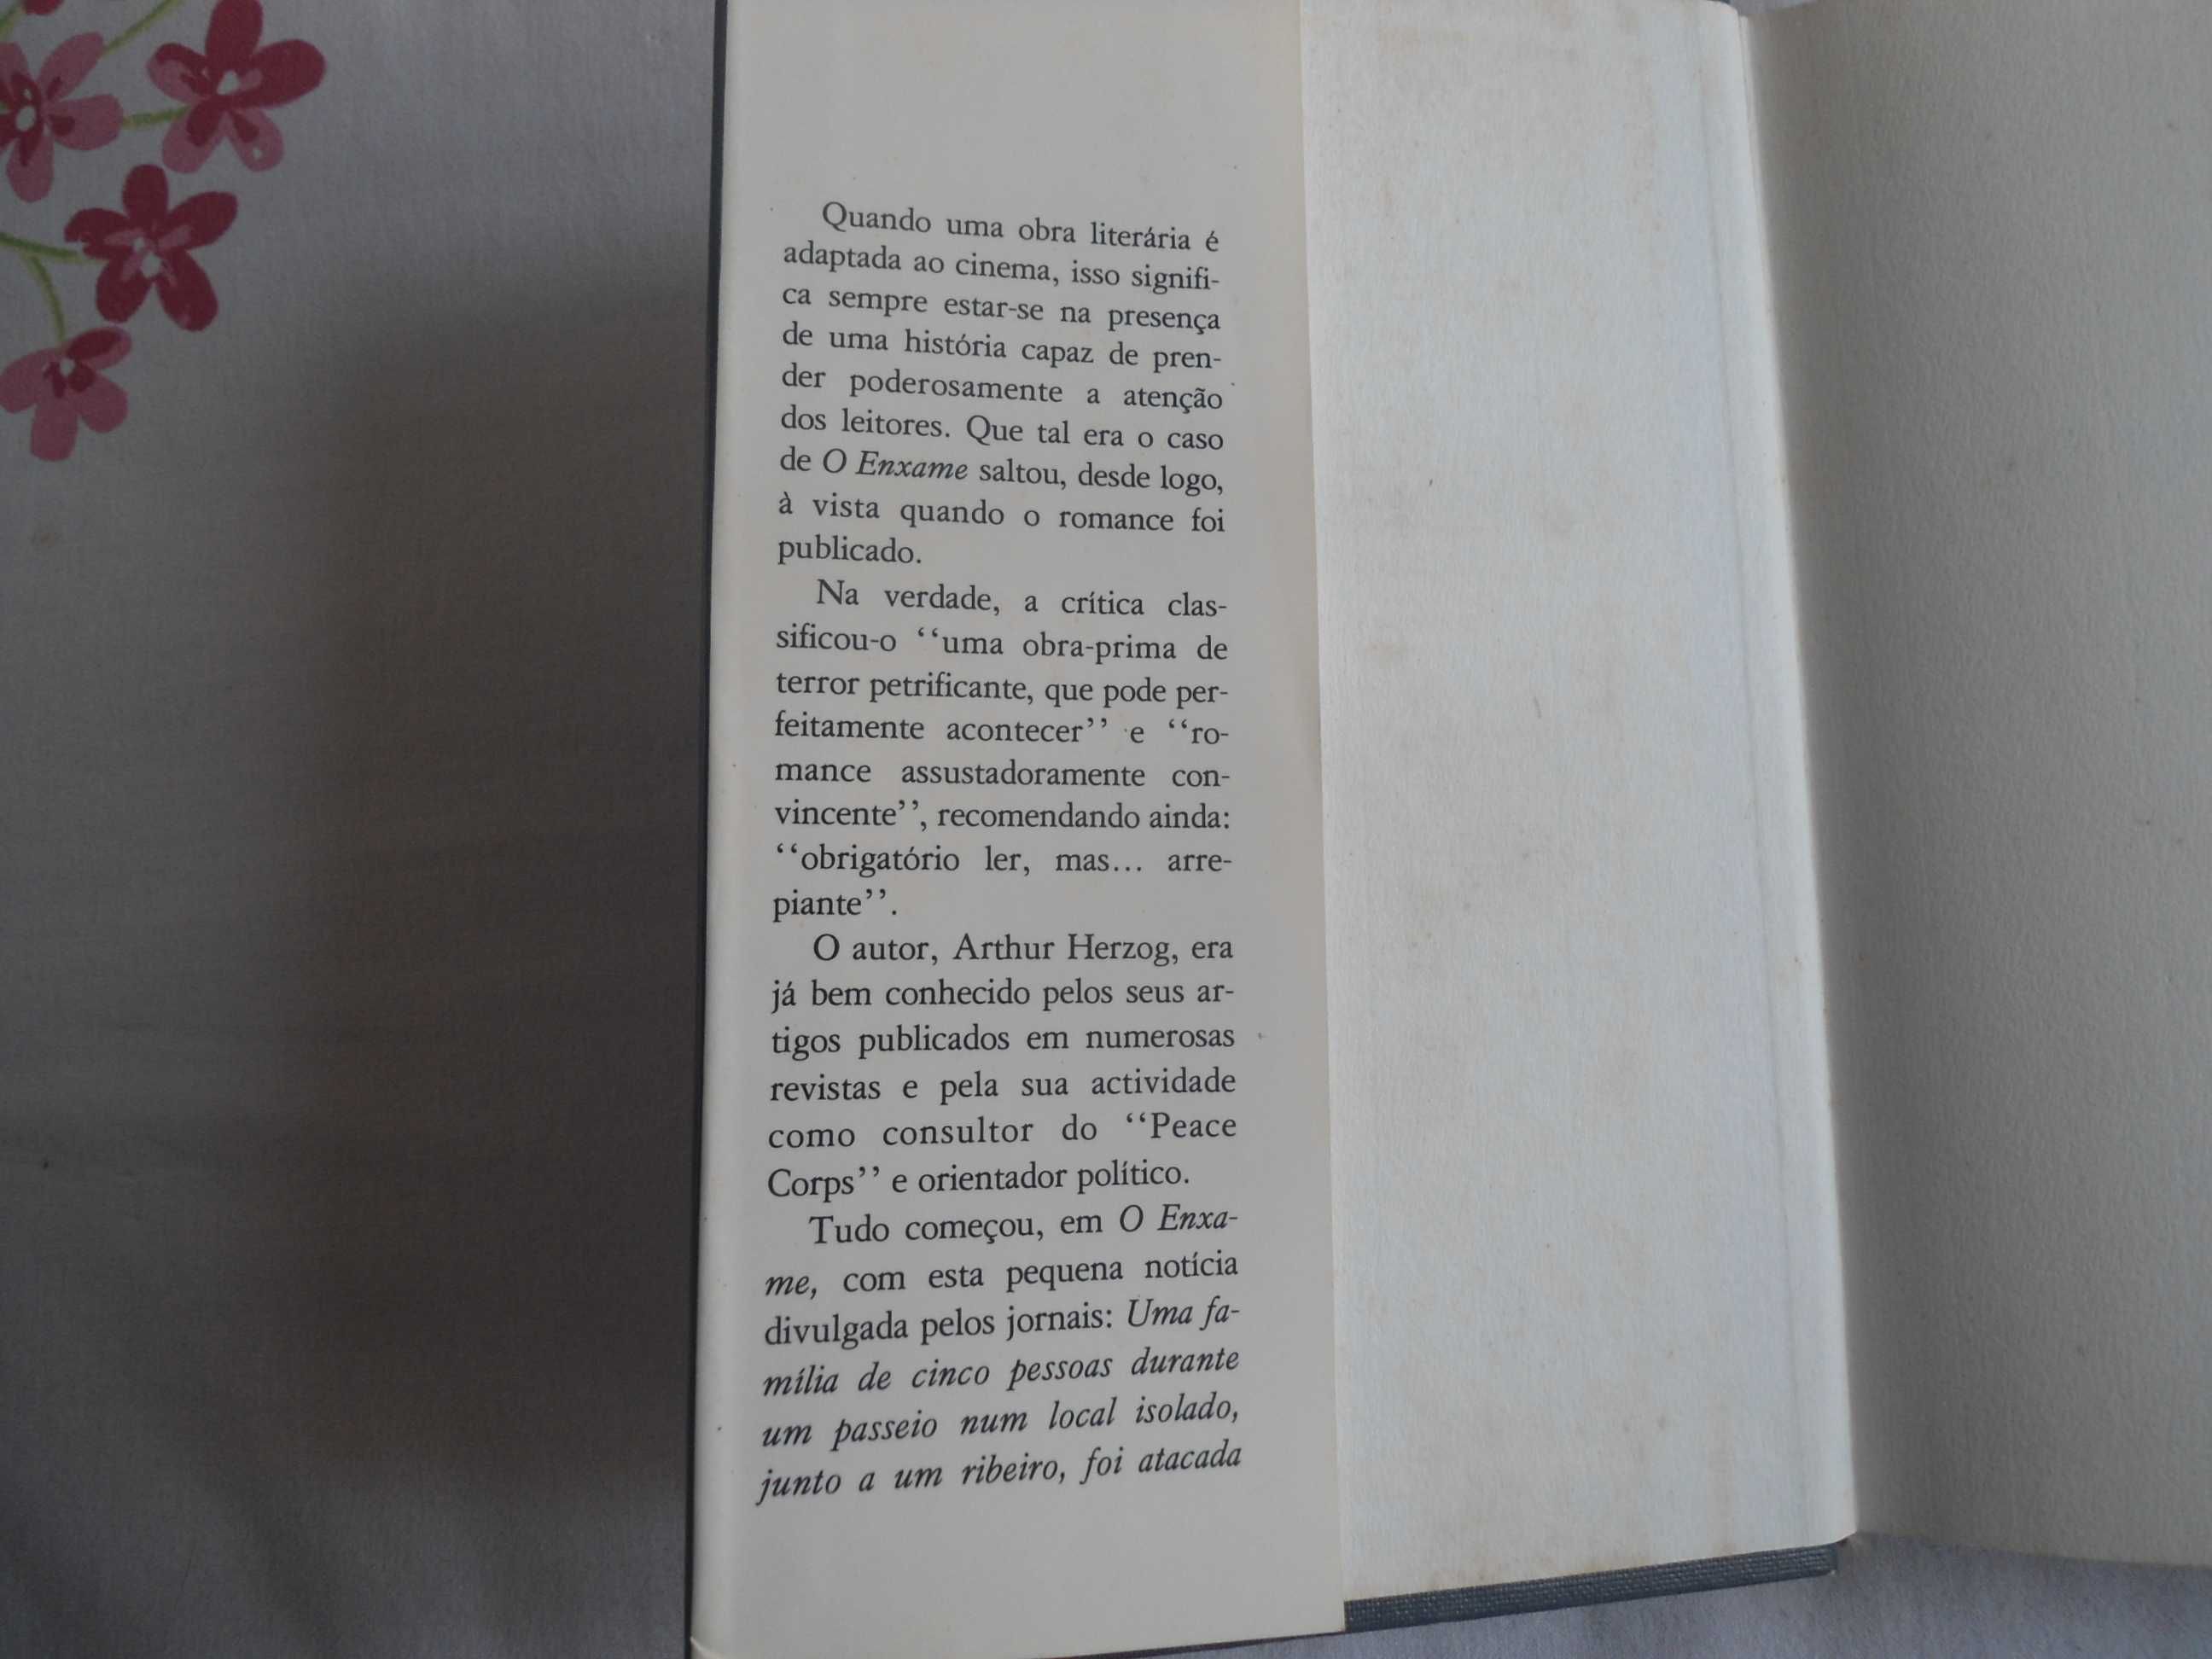 Quando uma obra literária é
adaptada ao cinema, isso signifi-
ca sempre estar-se na presença
de uma história capaz de pren-
der poderosamente a atenção
dos leitores. Que tal era o caso
de O Enxame saltou, desde logo,
à vista quando o romance foi
publicado.
Na verdade, a crítica clas-
sificou-o ‘‘uma obra-prima de
terror petrificante, que pode per-
feitamente acontecer’’ e ‘‘ro-
mance assustadoramente con-
vincente’’, recomendando ainda:
‘‘obrigatório ler, mas... arre-
piante’’.
O autor, Arthur Herzog, era
já bem conhecido pelos seus ar-
tigos publicados em numerosas
revistas e pela sua actividade
como consultor do ‘‘Peace
Corps’’ e orientador político.
Tudo começou, em O Enxa-
me, com esta pequena notícia
divulgada pelos jornais: Uma fa-
mília de cinco pessoas durante
um passeio num local isolado,
junto a um ribeiro, foi atacada